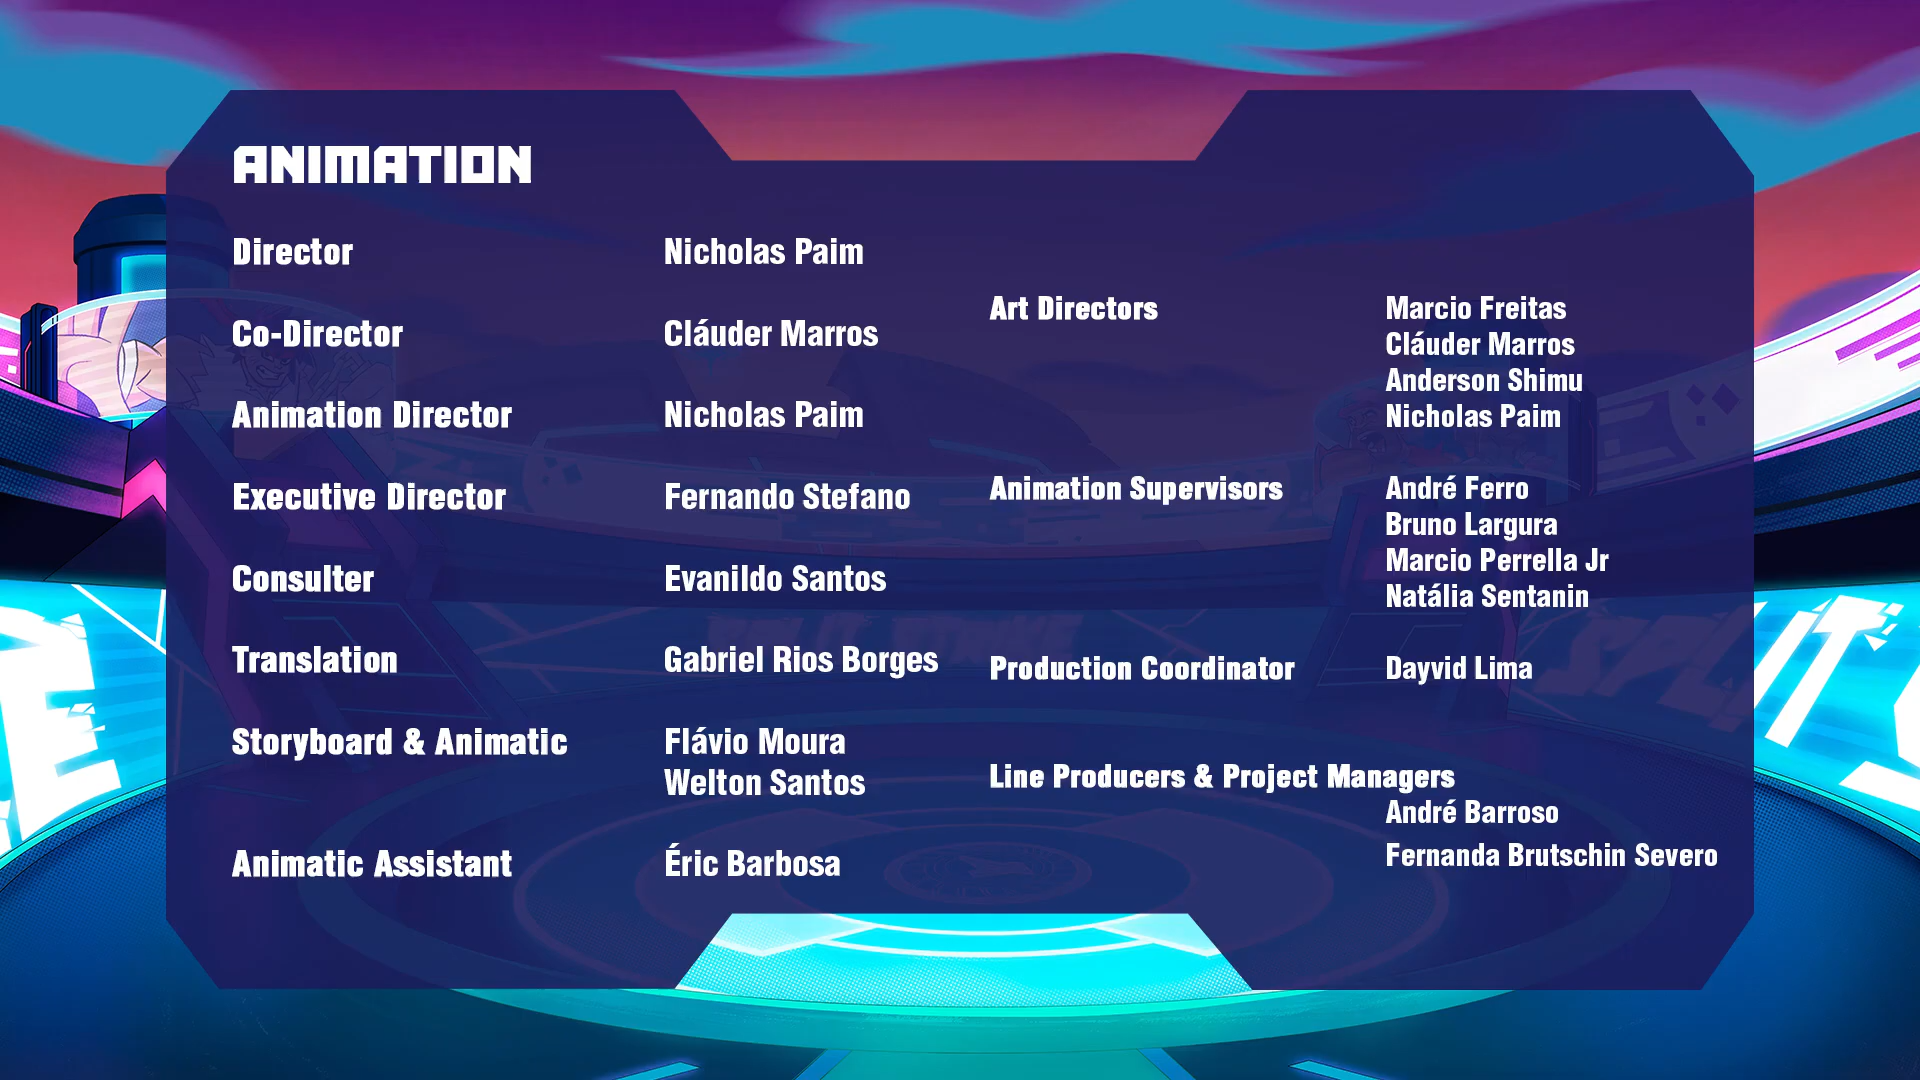 ANIMATION
Director Nicholas Paim
Co-Director Cláuder Marros
Animation Director Nicholas Paim
Executive Director Fernando Stefano
Consulter Evanildo Santos
Translation Gabriel Rios Borges
Storyboard & Animatic Flávio Moura
Welton Santos
Animatic Assistant Éric Barbosa
Art Directors Marcio Freitas
Cláuder Marros
Anderson Shimu
Nicholas Paim
Animation Supervisors André Ferro
Bruno Largura
Marcio Perrella Jr
Natália Sentanin
Production Coordinator Dayvid Lima
Line Producers & Project Managers
André Barroso
Fernanda Brutschin Severo